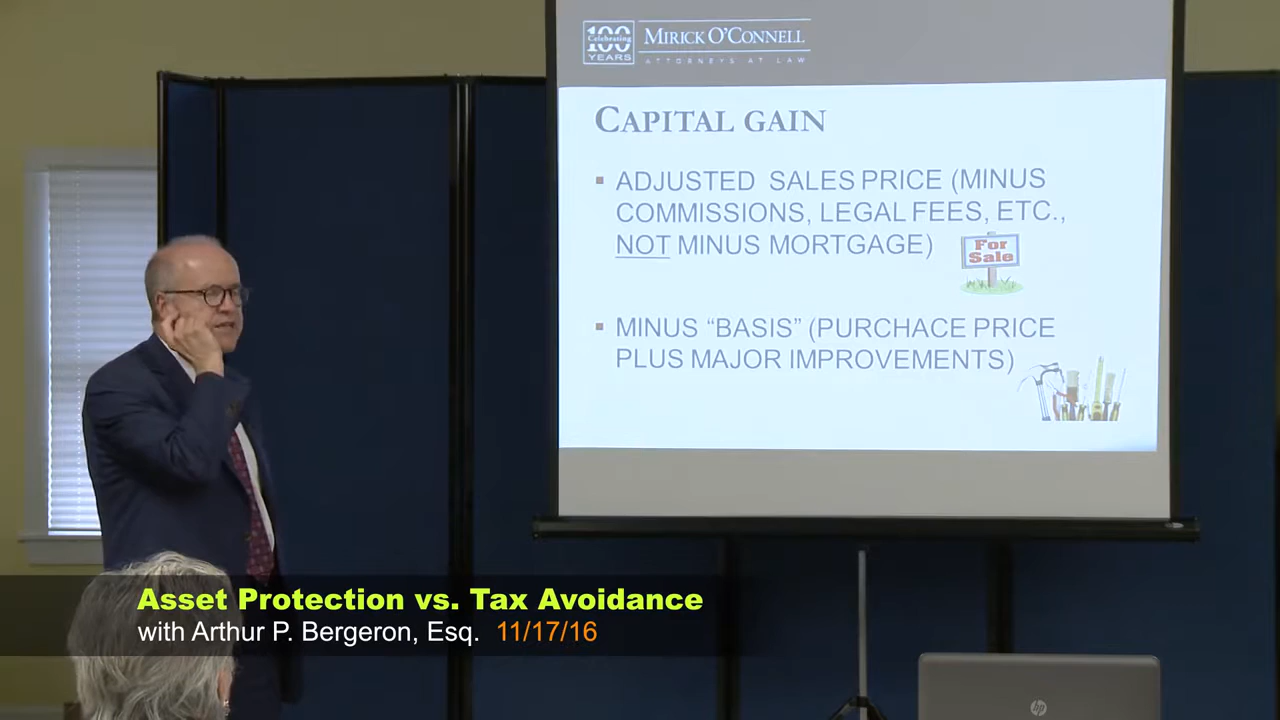 100
Celebrating
YEARS
MIRICK O'CONNELL
ATTORNEYS AT LAW
CAPITAL GAIN
▪ ADJUSTED SALES PRICE (MINUS
COMMISSIONS, LEGAL FEES, ETC.,
NOT MINUS MORTGAGE)
For
Sale
▪ MINUS “BASIS” (PURCHACE PRICE
PLUS MAJOR IMPROVEMENTS)
Asset Protection vs. Tax Avoidance
with Arthur P. Bergeron, Esq. 11/17/16
hp